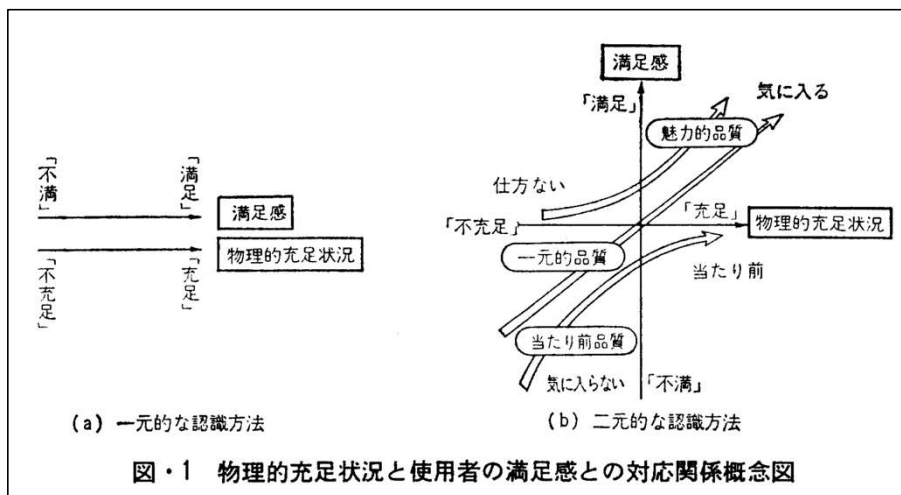 「不満」
「満足」
満足感
物理的充足状況
「不充足」
「充足」
(a) 一元的な認識方法
満足感
「満足」
気に入る
魅力的品質
仕方ない
「不充足」
「充足」
物理的充足状況
一元的品質
当たり前
当たり前品質
気に入らない
「不満」
(b) 二元的な認識方法
図・1 物理的充足状況と使用者の満足感との対応関係概念図